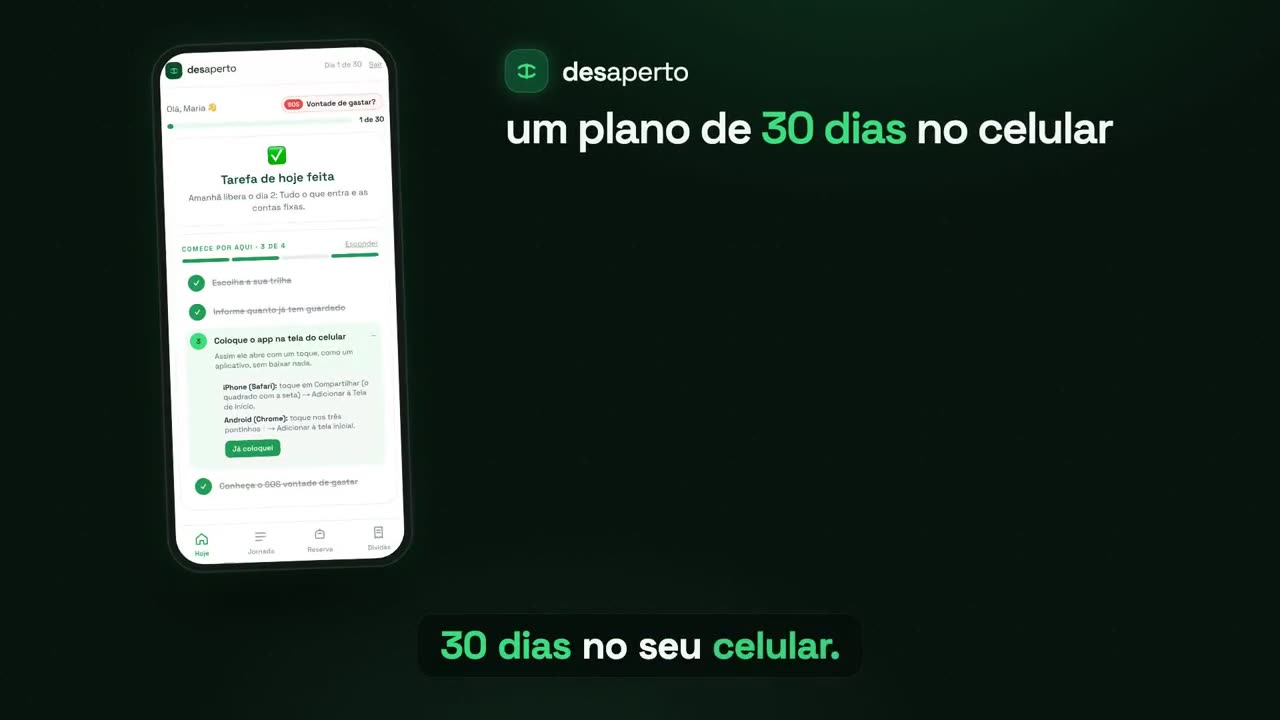 desaperto
Dia 1 de 30 Sair
Olá, Maria 👋
SOS Vontade de gastar?
1 de 30
Tarefa de hoje feita
Amanhã libera o dia 2: Tudo o que entra e as
contas fixas.
COMECE POR AQUI · 3 DE 4
Esconder
Escolha a sua trilha
Informe quanto já tem guardado
3 Coloque o app na tela do celular
Assim ele abre com um toque, como um
aplicativo, sem baixar nada.
iPhone (Safari): toque em Compartilhar (o
quadrado com a seta) → Adicionar à Tela
de Início.
Android (Chrome): toque nos três
pontinhos ⋮ → Adicionar à tela inicial.
Já coloquei
Conheça o SOS vontade de gastar
Hoje Jornada Reserva Dívidas
desaperto
um plano de 30 dias no celular
30 dias no seu celular.